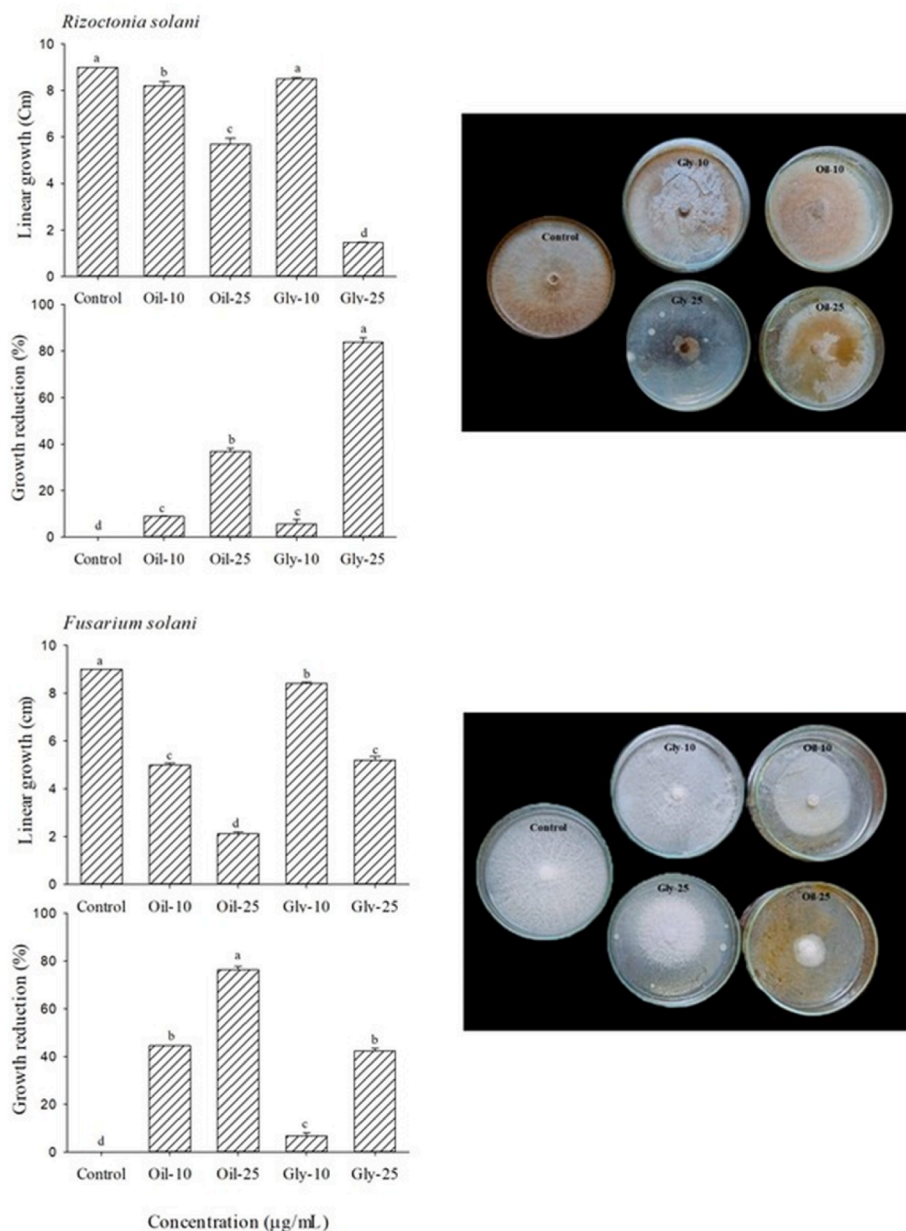 Rizoctonia solani
Linear growth (Cm)
10
8
6
4
2
0
a
b
c
a
d
Control Oil-10 Oil-25 Gly-10 Gly-25
Growth reduction (%)
100
80
60
40
20
0
d
c
b
c
a
Control Oil-10 Oil-25 Gly-10 Gly-25
Gly-10
Oil-10
Control
Gly-25
Oil-25
Fusarium solani
Linear growth (cm)
10
8
6
4
2
0
a
c
d
b
c
Control Oil-10 Oil-25 Gly-10 Gly-25
Growth reduction (%)
100
80
60
40
20
0
d
b
a
c
b
Control Oil-10 Oil-25 Gly-10 Gly-25
Concentration (µg/mL)
Gly-10
Oil-10
Control
Gly-25
Oil-25